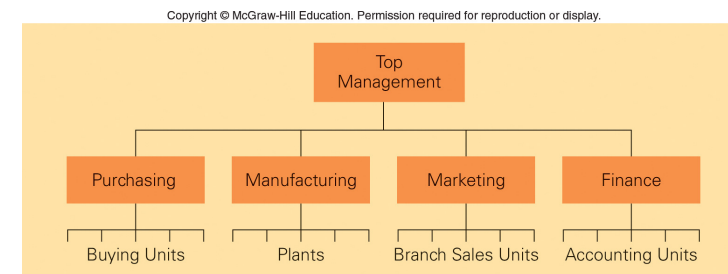 Copyright © McGraw-Hill Education. Permission required for reproduction or display.
Top
Management
Purchasing
Manufacturing
Marketing
Finance
Buying Units
Plants
Branch Sales Units
Accounting Units